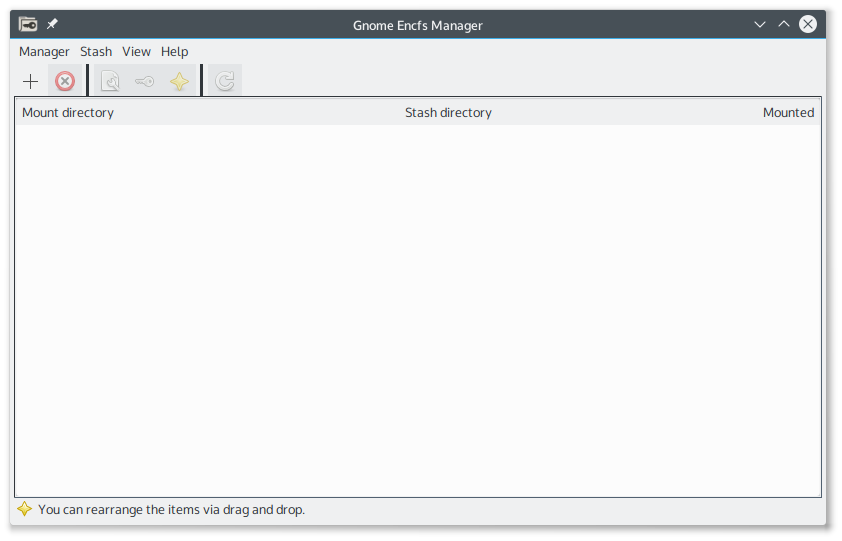 Gnome Encfs Manager
Manager Stash View Help
Mount directory Stash directory Mounted
You can rearrange the items via drag and drop.